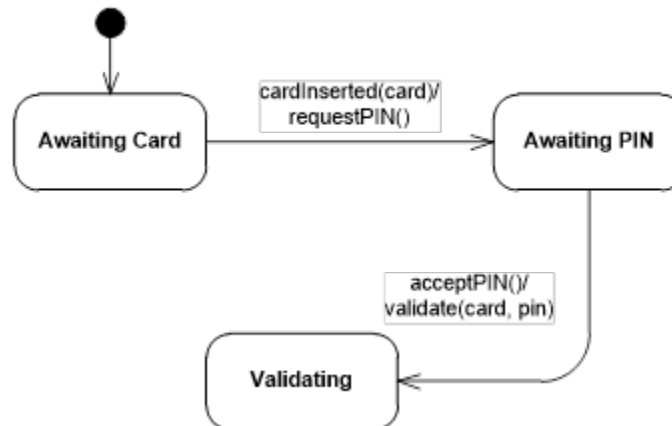 cardInserted(card)/
requestPIN()
Awaiting Card
Awaiting PIN
acceptPIN()/
validate(card, pin)
Validating